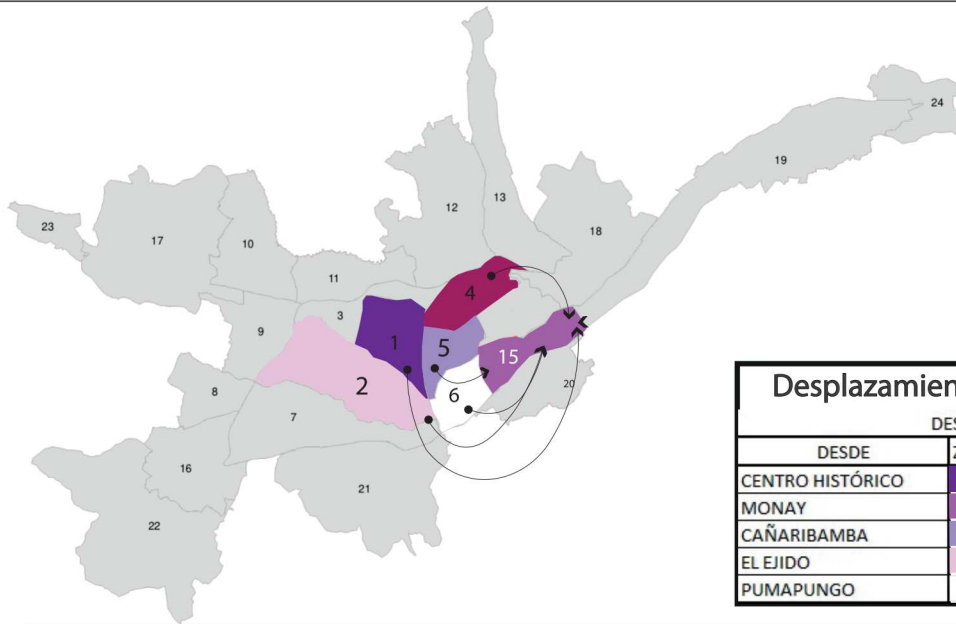 24
19
13
12
18
23
17
10
11
4
3
9
1
5
15
2
6
20
8
7
16
21
22
Desplazamien
DES
DESDE Z
CENTRO HISTÓRICO
MONAY
CAÑARIBAMBA
EL EJIDO
PUMAPUNGO